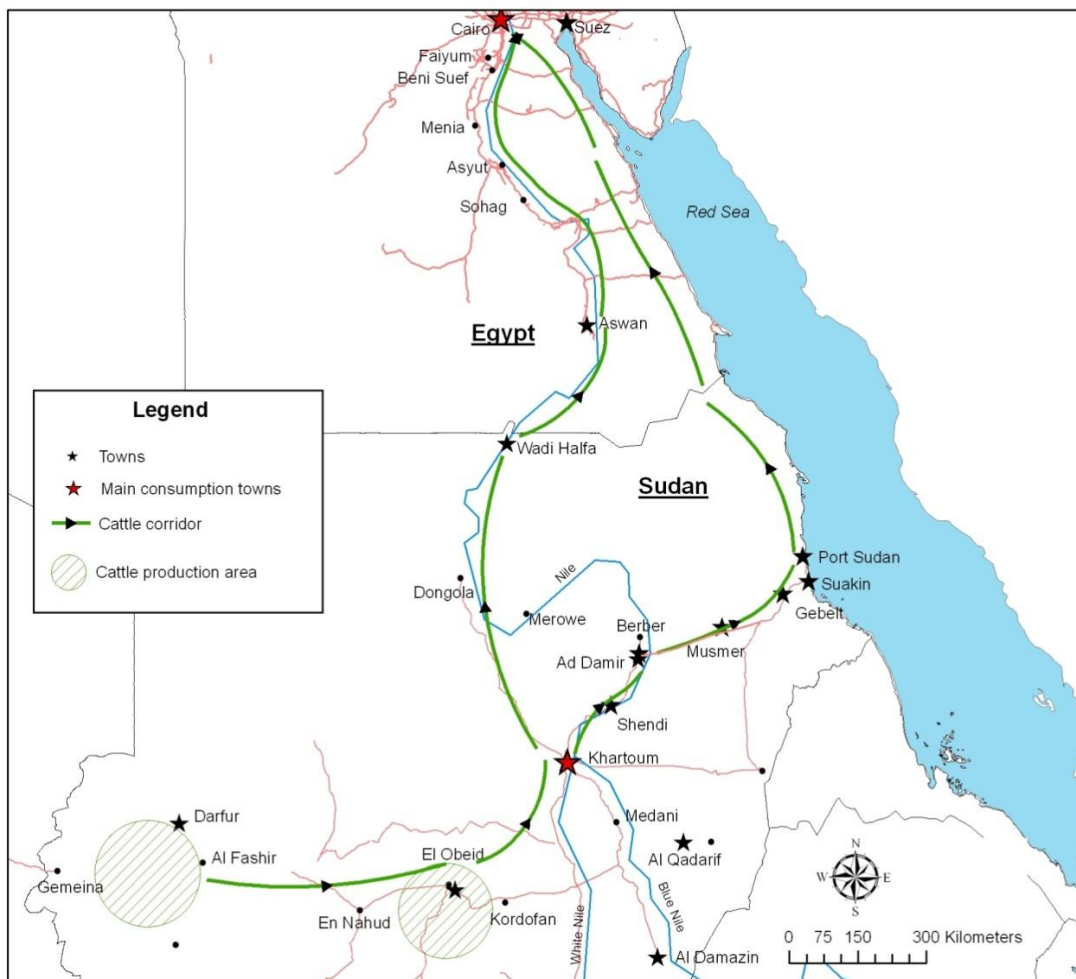 Cairo
Suez
Faiyum
Beni Suef
Menia
Asyut
Sohag
Red Sea
Egypt
Aswan
Legend
Towns
Main consumption towns
Cattle corridor
Cattle production area
Wadi Halfa
Sudan
Port Sudan
Suakin
Gebelt
Nile
Dongola
Merowe
Berber
Musmer
Ad Damir
Shendi
Khartoum
Darfur
Medani
El Obeid
Al Fashir
Al Qadarif
Gemeina
En Nahud
Kordofan
White Nile
Blue Nile
Al Damazin
N
W
E
S
0 75 150 300 Kilometers